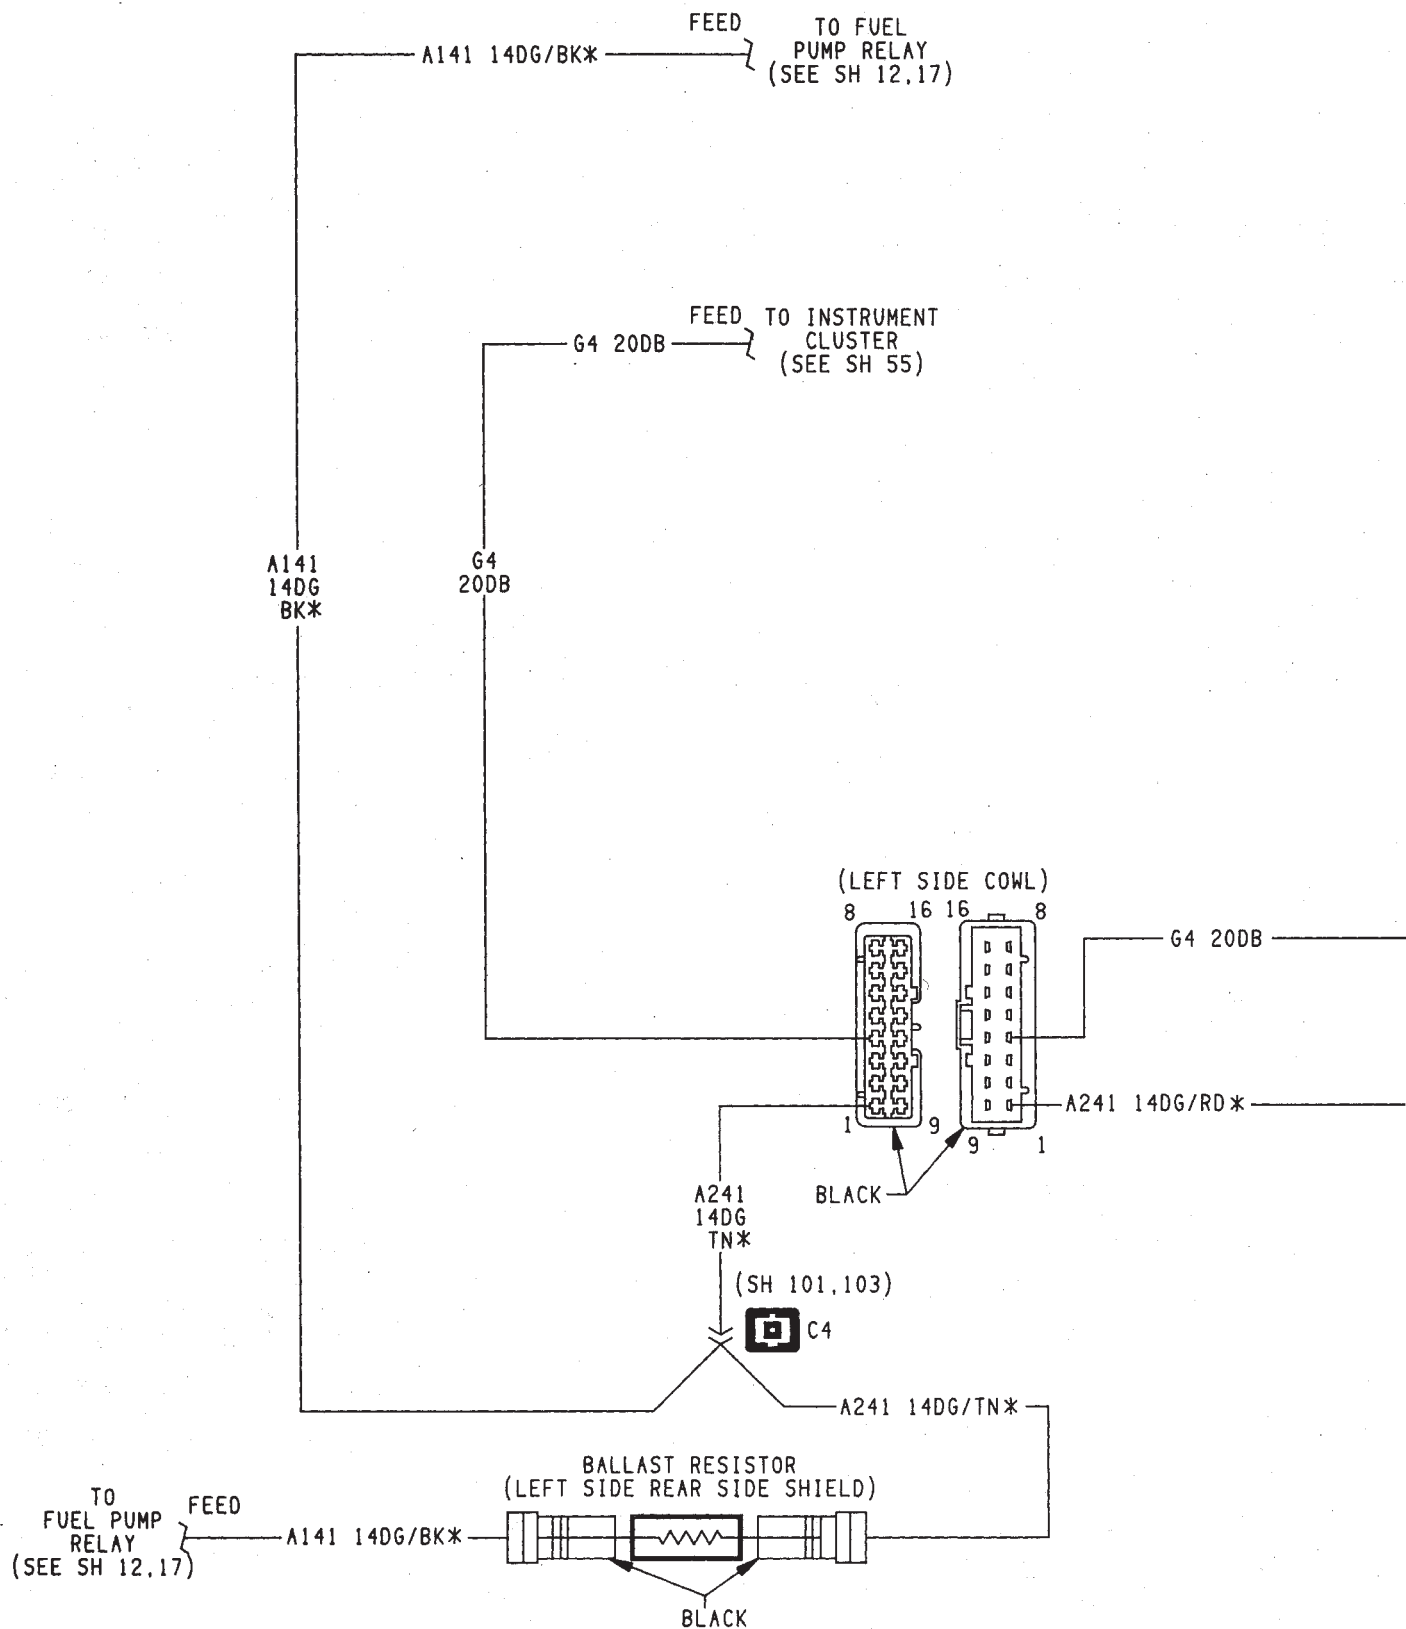 FEED
TO FUEL
PUMP RELAY
(SEE SH 12,17)
A141 14DG/BK*
FEED
TO INSTRUMENT
CLUSTER
(SEE SH 55)
G4 20DB
A141
14DG
BK*
G4
20DB
(LEFT SIDE COWL)
8
16
16
8
G4 20DB
A241 14DG/RD*
1
9
9
1
BLACK
A241
14DG
TN*
(SH 101,103)
C4
A241 14DG/TN*
BALLAST RESISTOR
(LEFT SIDE REAR SIDE SHIELD)
TO
FUEL PUMP
RELAY
(SEE SH 12,17)
FEED
A141 14DG/BK*
BLACK